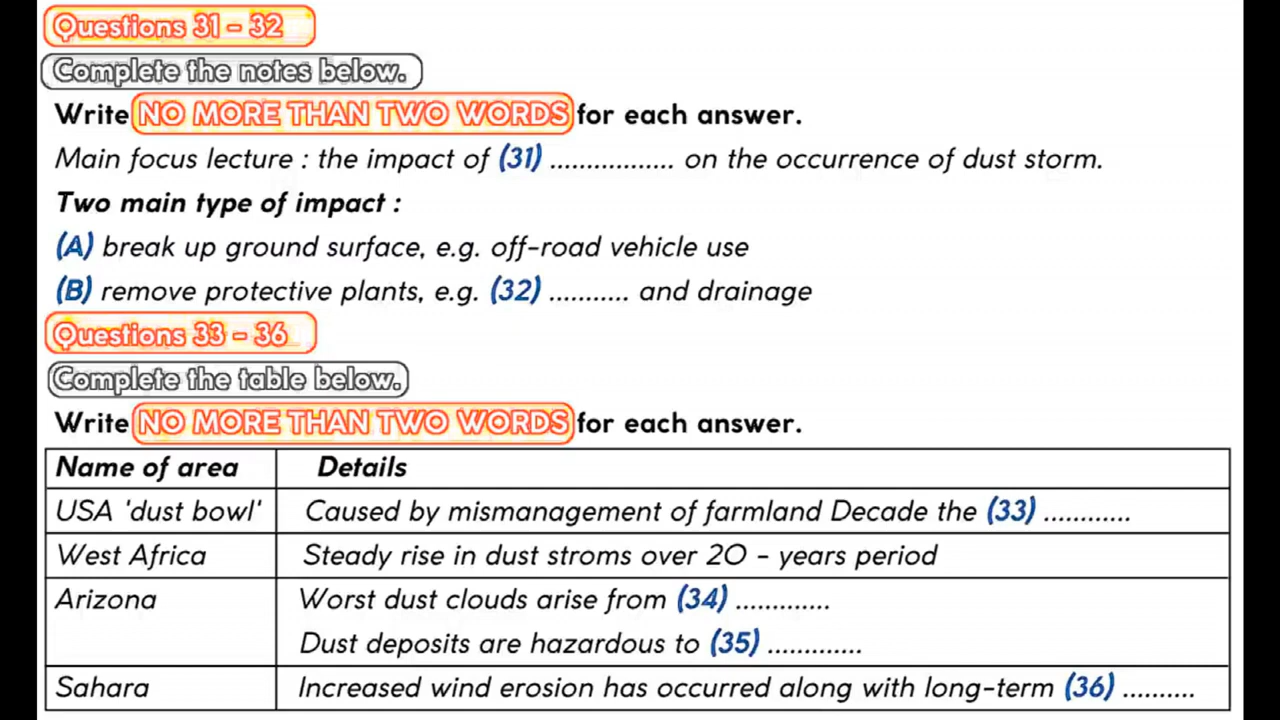 Questions 31 - 32
Complete the notes below.
Write NO MORE THAN TWO WORDS for each answer.
Main focus lecture : the impact of (31) ................. on the occurrence of dust storm.
Two main type of impact :
(A) break up ground surface, e.g. off-road vehicle use
(B) remove protective plants, e.g. (32) ........... and drainage
Questions 33 - 36
Complete the table below.
Write NO MORE THAN TWO WORDS for each answer.
Name of area Details
USA 'dust bowl' Caused by mismanagement of farmland Decade the (33) ............
West Africa Steady rise in dust stroms over 20 - years period
Arizona Worst dust clouds arise from (34) .............
Dust deposits are hazardous to (35) .............
Sahara Increased wind erosion has occurred along with long-term (36) ..........